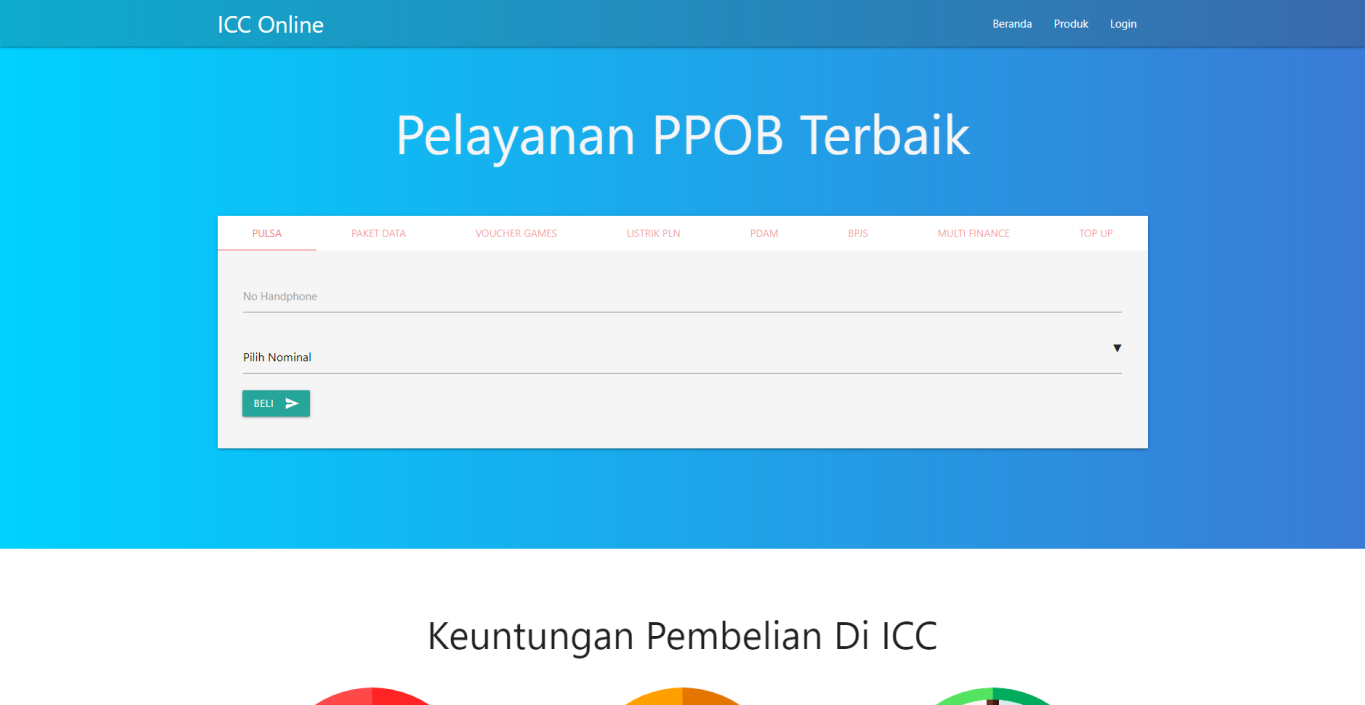 ICC Online
Beranda Produk Login
Pelayanan PPOB Terbaik
PULSA PAKET DATA VOUCHER GAMES LISTRIK PLN PDAM BPJS MULTI FINANCE TOP UP
No Handphone
Pilih Nominal
BELI
Keuntungan Pembelian Di ICC